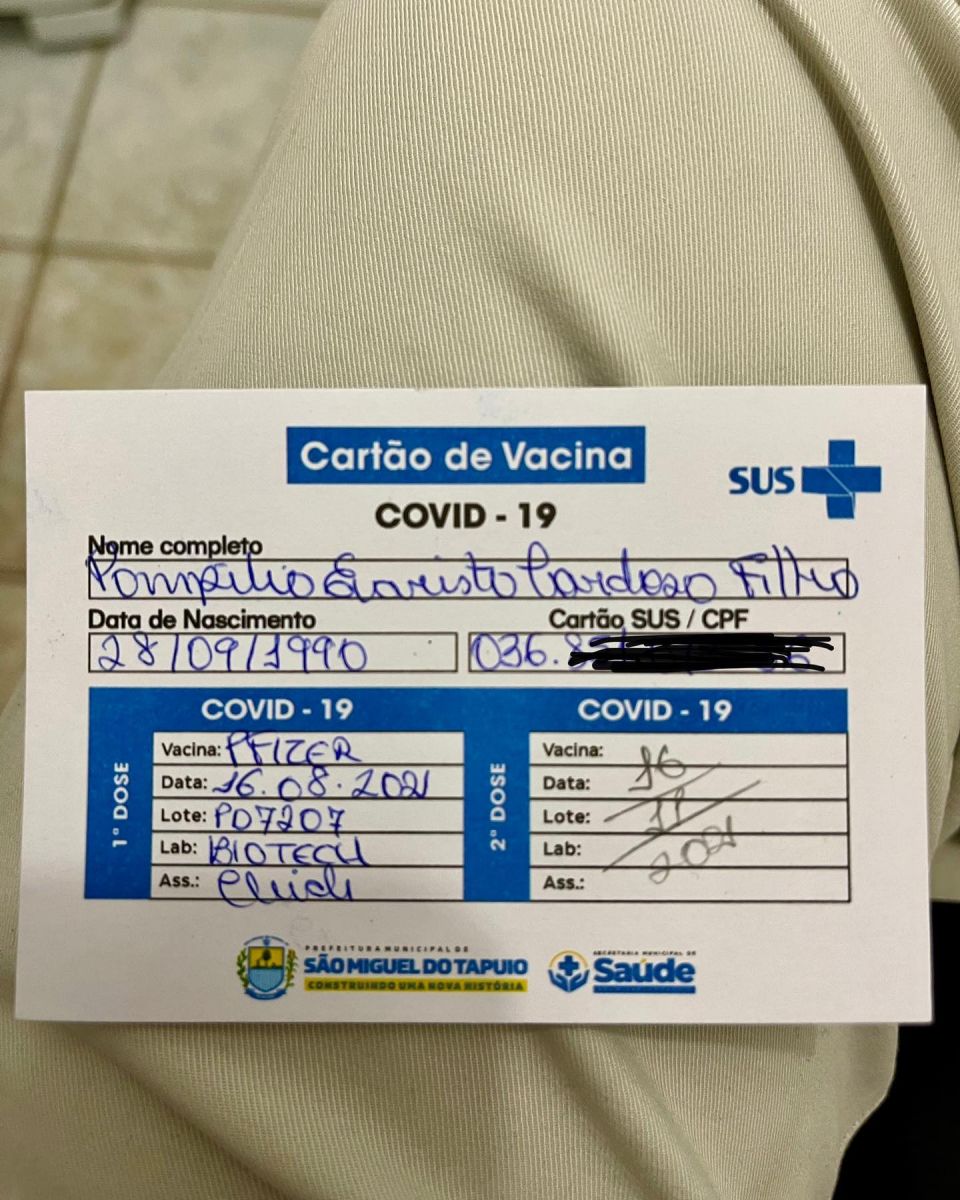 Cartão de Vacina
SUS
COVID - 19
Nome completo
Pompilio Evaristo Cardoso Filho
Data de Nascimento Cartão SUS / CPF
28/09/1990 036.
COVID - 19 COVID - 19
1ª DOSE
Vacina: PFIZER
Data: 16.08.2021
Lote: PD7207
Lab: BIOTECH
Ass.:
2ª DOSE
Vacina:
Data:
Lote:
Lab:
Ass.:
16
11
2021
PREFEITURA MUNICIPAL DE
SÃO MIGUEL DO TAPUIO
CONSTRUINDO UMA NOVA HISTÓRIA
SECRETARIA MUNICIPAL DE
Saúde